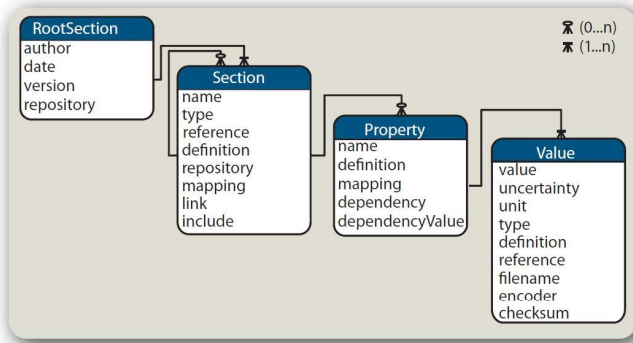 RootSection
author
date
version
repository
(0...n)
(1...n)
Section
name
type
reference
definition
repository
mapping
link
include
Property
name
definition
mapping
dependency
dependencyValue
Value
value
uncertainty
unit
type
definition
reference
filename
encoder
checksum